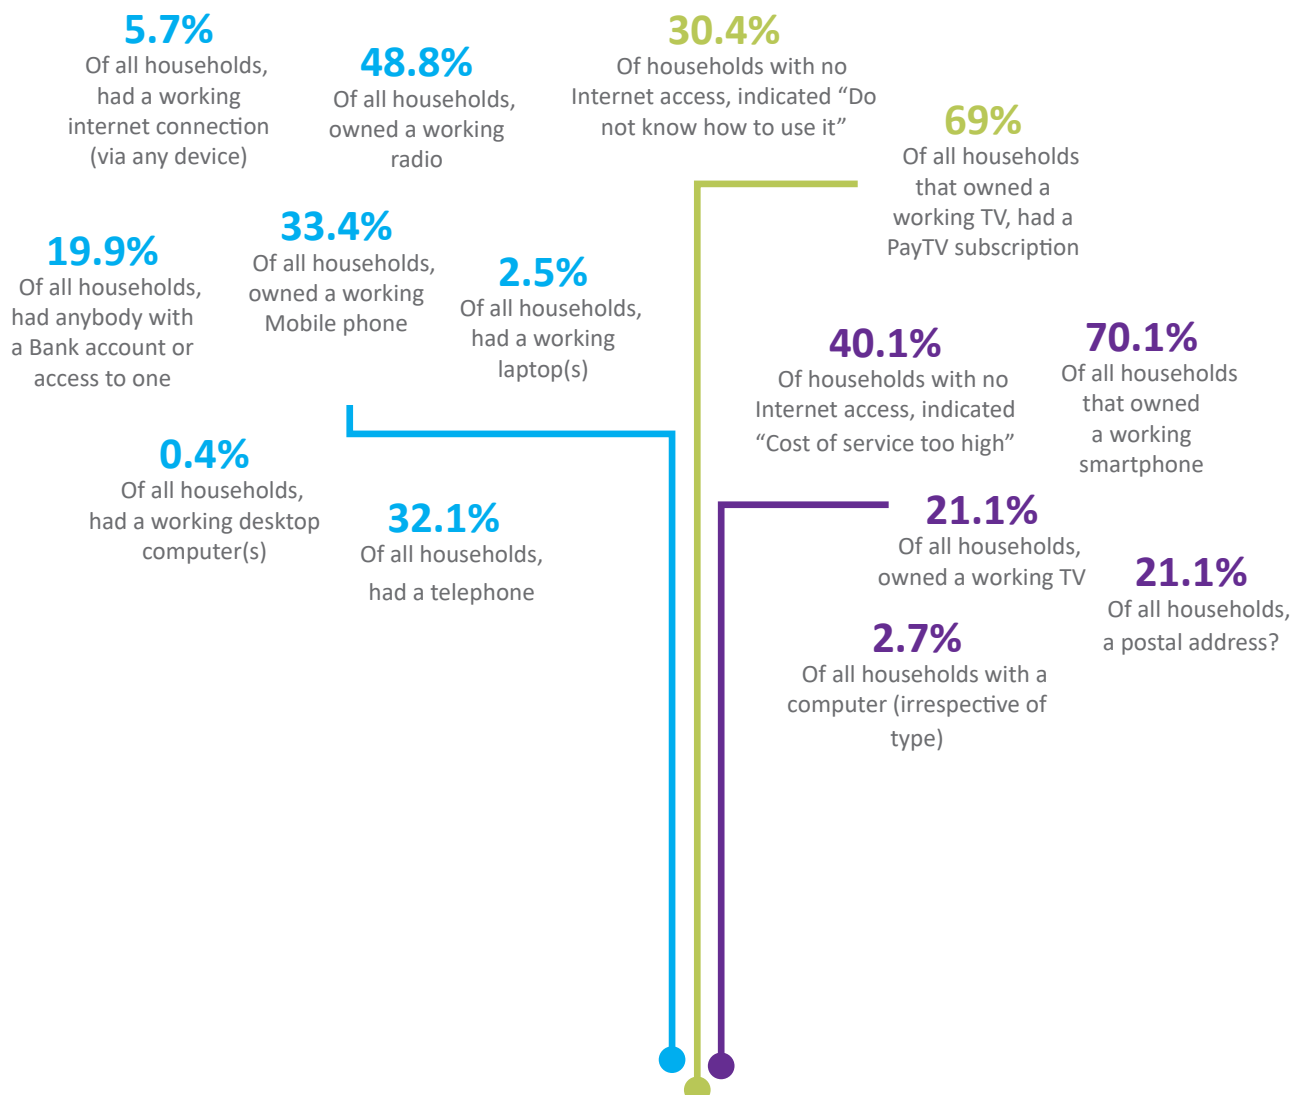 5.7%
Of all households,
had a working
internet connection
(via any device)
48.8%
Of all households,
owned a working
radio
30.4%
Of households with no
Internet access, indicated “Do
not know how to use it”
69%
Of all households
that owned a
working TV, had a
PayTV subscription
19.9%
Of all households,
had anybody with
a Bank account or
access to one
33.4%
Of all households,
owned a working
Mobile phone
2.5%
Of all households,
had a working
laptop(s)
40.1%
Of households with no
Internet access, indicated
“Cost of service too high”
70.1%
Of all households
that owned
a working
smartphone
0.4%
Of all households,
had a working desktop
computer(s)
32.1%
Of all households,
had a telephone
21.1%
Of all households,
owned a working TV
21.1%
Of all households,
a postal address?
2.7%
Of all households with a
computer (irrespective of
type)